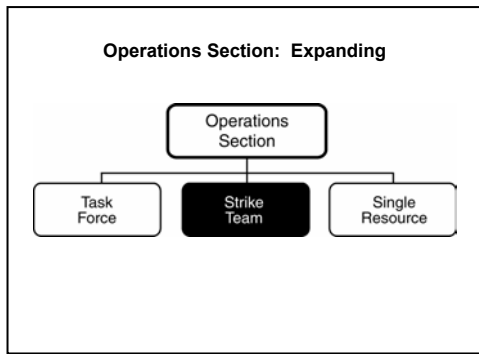 Operations Section:  Expanding
Operations
Section
Task
Force
Strike
Team
Single
Resource